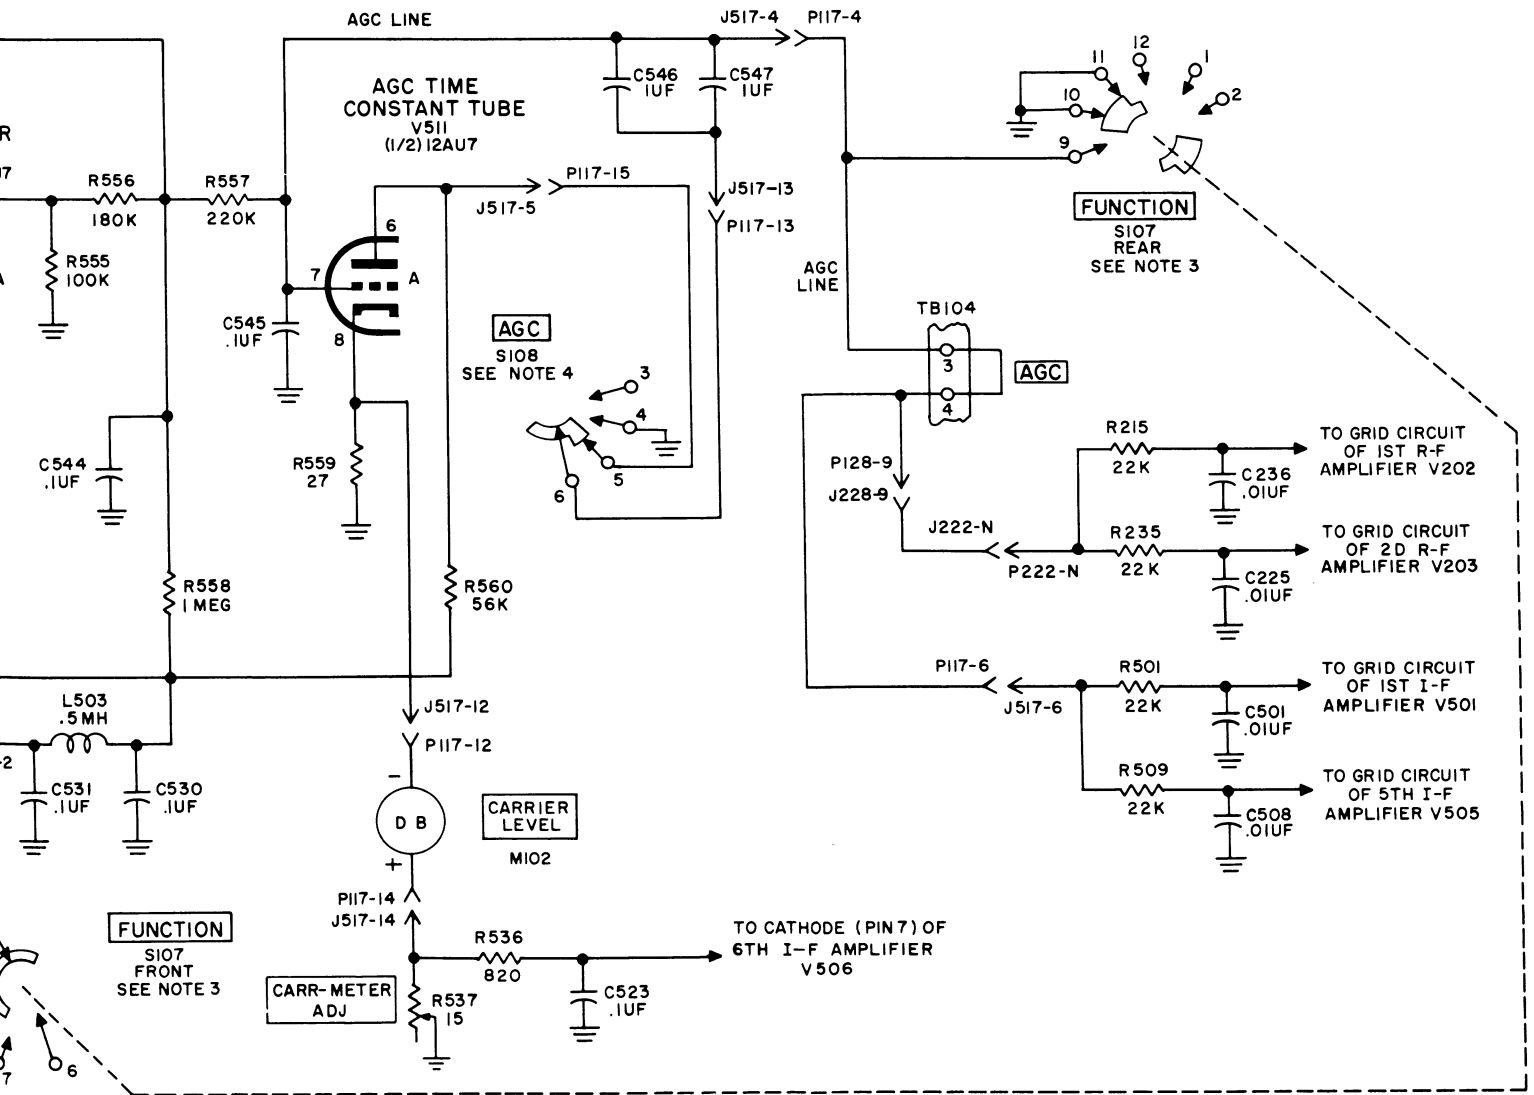 AGC LINE
J517-4
P117-4
AGC TIME
CONSTANT TUBE
V511
(1/2) 12AU7
C546
1UF
C547
1UF
11
12
1
10
2
9
R
17
R556
180K
R557
220K
P117-15
J517-5
J517-13
P117-13
FUNCTION
S107
REAR
SEE NOTE 3
R555
100K
6
7
A
8
A
AGC
LINE
C545
.1UF
AGC
S108
SEE NOTE 4
TB104
3
4
AGC
3
4
5
6
R215
22K
TO GRID CIRCUIT
OF 1ST R-F
AMPLIFIER V202
C236
.01UF
C544
.1UF
R559
27
P128-9
J228-9
J222-N
P222-N
R235
22K
TO GRID CIRCUIT
OF 2D R-F
AMPLIFIER V203
C225
.01UF
R558
1 MEG
R560
56K
P117-6
J517-6
R501
22K
TO GRID CIRCUIT
OF 1ST I-F
AMPLIFIER V501
C501
.01UF
L503
.5MH
J517-12
P117-12
-2
C531
.1UF
C530
.1UF
R509
22K
TO GRID CIRCUIT
OF 5TH I-F
AMPLIFIER V505
C508
.01UF
-
DB
+
CARRIER
LEVEL
M102
P117-14
J517-14
FUNCTION
S107
FRONT
SEE NOTE 3
R536
820
TO CATHODE (PIN7) OF
6TH I-F AMPLIFIER
V506
CARR-METER
ADJ
R537
15
C523
.1UF
7
6